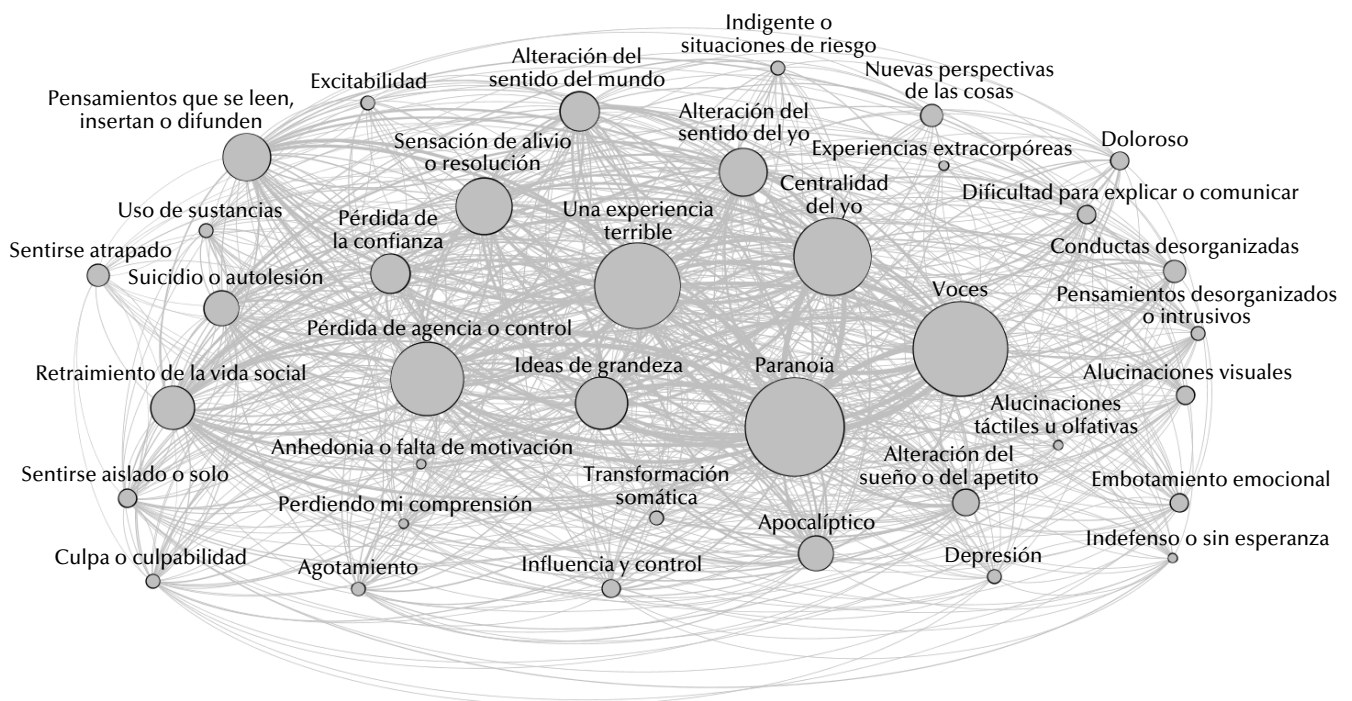 Indigente o
situaciones de riesgo
Alteración del
sentido del mundo
Excitabilidad
Nuevas perspectivas
de las cosas
Pensamientos que se leen,
insertan o difunden
Alteración del
sentido del yo
Sensación de alivio
o resolución
Experiencias extracorpóreas
Doloroso
Centralidad
del yo
Dificultad para explicar o comunicar
Uso de sustancias
Pérdida de
la confianza
Una experiencia
terrible
Sentirse atrapado
Conductas desorganizadas
Suicidio o autolesión
Voces
Pensamientos desorganizados
o intrusivos
Pérdida de agencia o control
Ideas de grandeza
Paranoia
Retraimiento de la vida social
Alucinaciones visuales
Alucinaciones
táctiles u olfativas
Anhedonia o falta de motivación
Alteración del
sueño o del apetito
Sentirse aislado o solo
Transformación
somática
Embotamiento emocional
Perdiendo mi comprensión
Apocalíptico
Indefenso o sin esperanza
Culpa o culpabilidad
Agotamiento
Influencia y control
Depresión